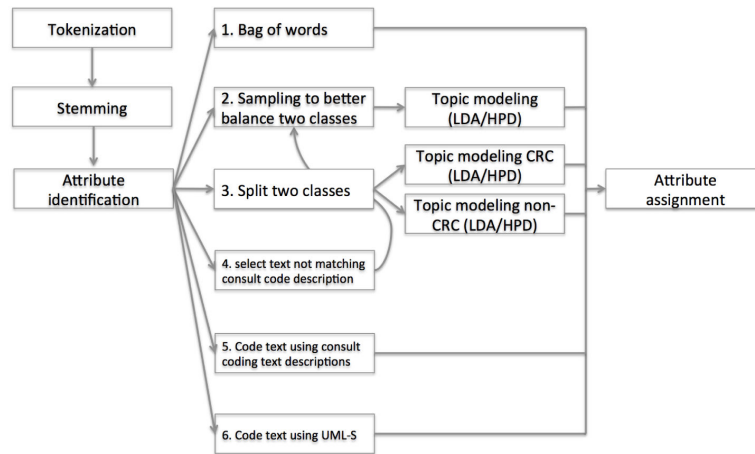 Tokenization
Stemming
Attribute
identification
1. Bag of words
2. Sampling to better
balance two classes
3. Split two classes
4. select text not matching
consult code description
5. Code text using consult
coding text descriptions
6. Code text using UML-S
Topic modeling
(LDA/HPD)
Topic modeling CRC
(LDA/HPD)
Topic modeling non-
CRC (LDA/HPD)
Attribute
assignment